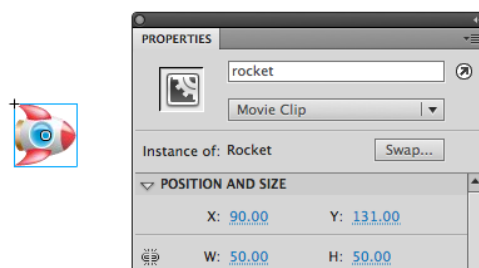 PROPERTIES
rocket
Movie Clip
Instance of: Rocket Swap...
POSITION AND SIZE
X: 90.00 Y: 131.00
W: 50.00 H: 50.00